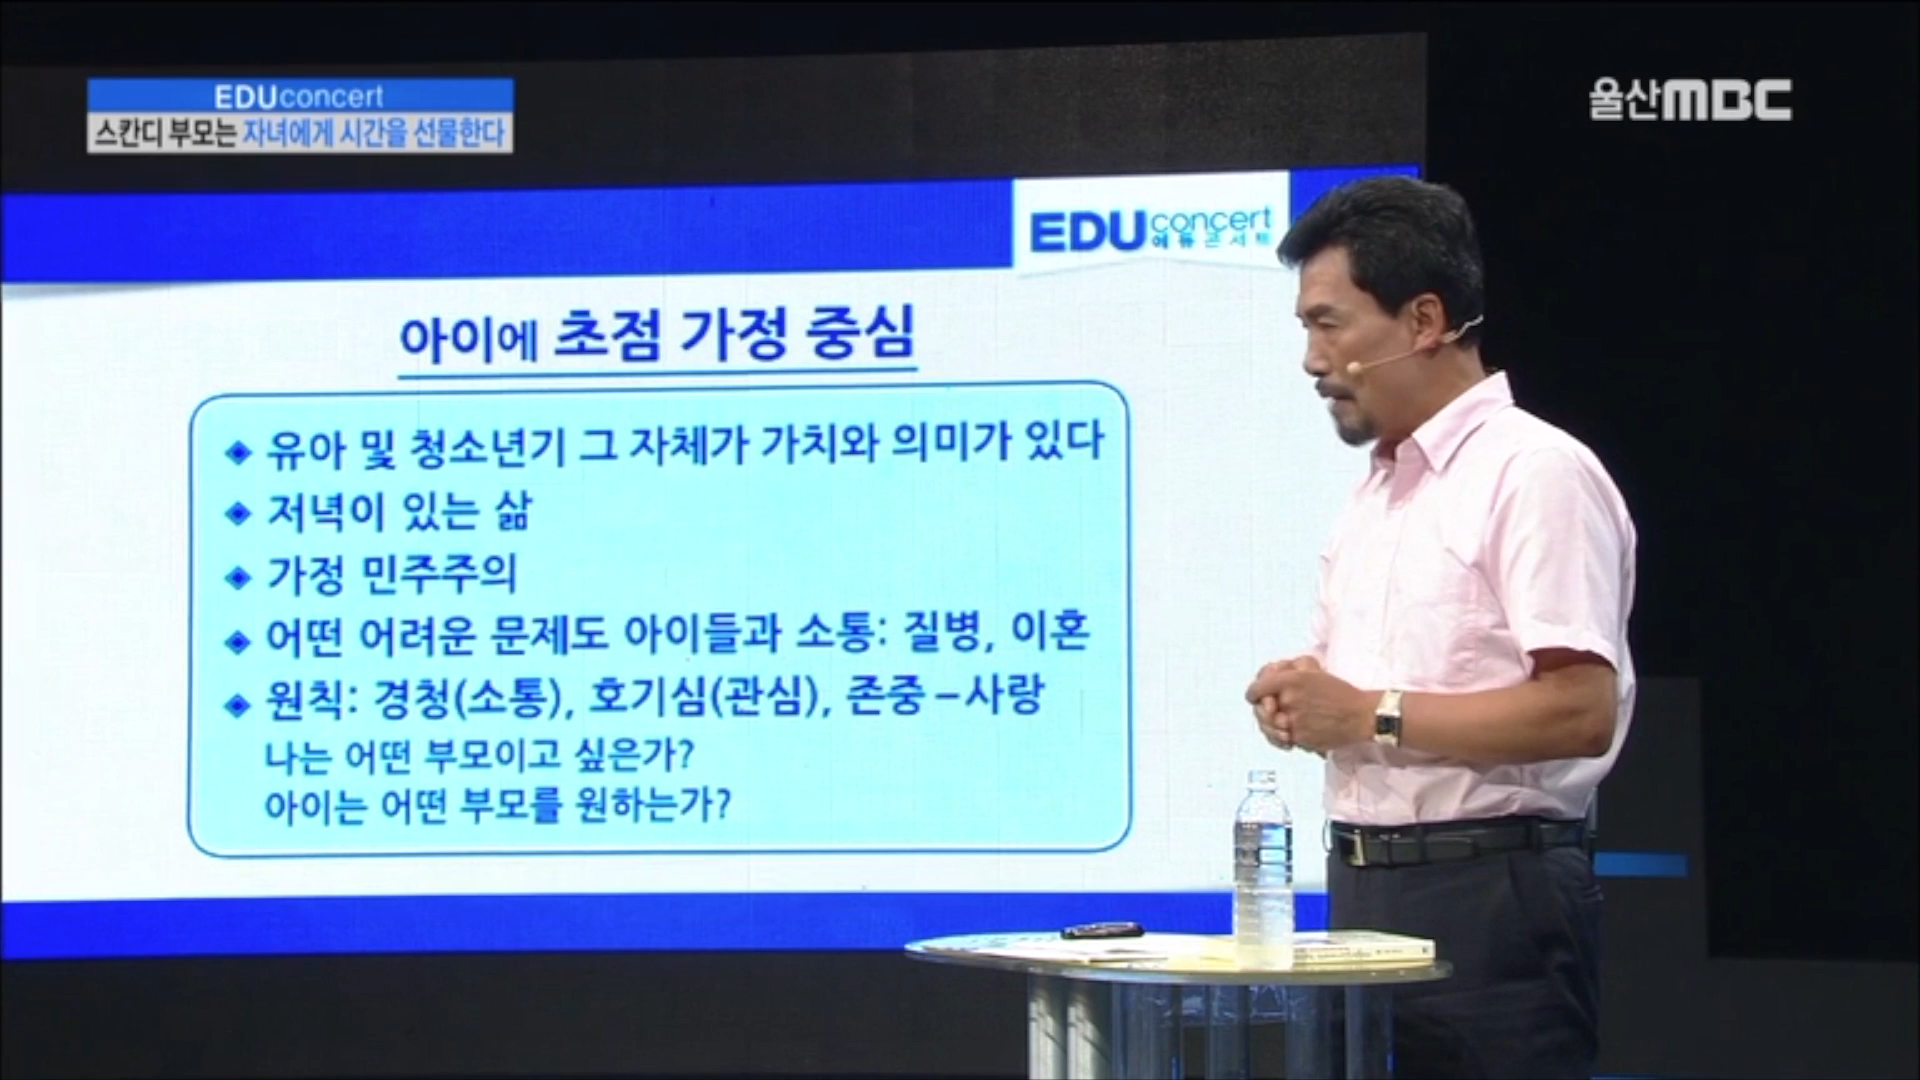 EDUconcert
스칸디 부모는 자녀에게 시간을 선물한다
울산MBC
EDUconcert
에듀콘서트
아이에 초점 가정 중심
◈ 유아 및 청소년기 그 자체가 가치와 의미가 있다
◈ 저녁이 있는 삶
◈ 가정 민주주의
◈ 어떤 어려운 문제도 아이들과 소통: 질병, 이혼
◈ 원칙: 경청(소통), 호기심(관심), 존중-사랑
나는 어떤 부모이고 싶은가?
아이는 어떤 부모를 원하는가?